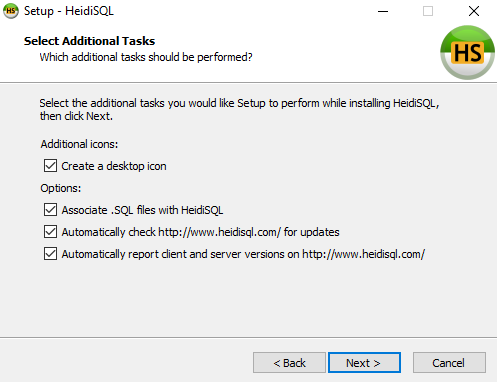 Setup - HeidiSQL
Select Additional Tasks
Which additional tasks should be performed?
HS
Select the additional tasks you would like Setup to perform while installing HeidiSQL,
then click Next.
Additional icons:
Create a desktop icon
Options:
Associate .SQL files with HeidiSQL
Automatically check http://www.heidisql.com/ for updates
Automatically report client and server versions on http://www.heidisql.com/
< Back
Next >
Cancel